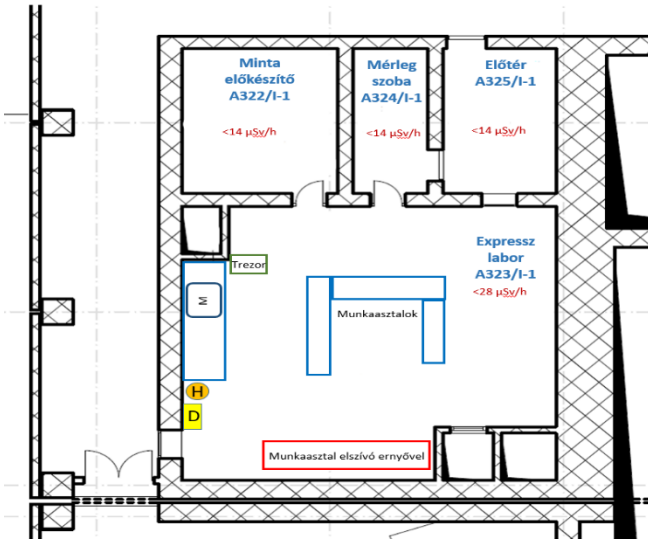 Minta
előkészítő
A322/I-1
<14 µSv/h
Mérleg
szoba
A324/I-1
<14 µSv/h
Előtér
A325/I-1
<14 µSv/h
Expressz
labor
A323/I-1
<28 µSv/h
Trezor
M
Munkaasztalok
H
D
Munkaasztal elszívó ernyővel